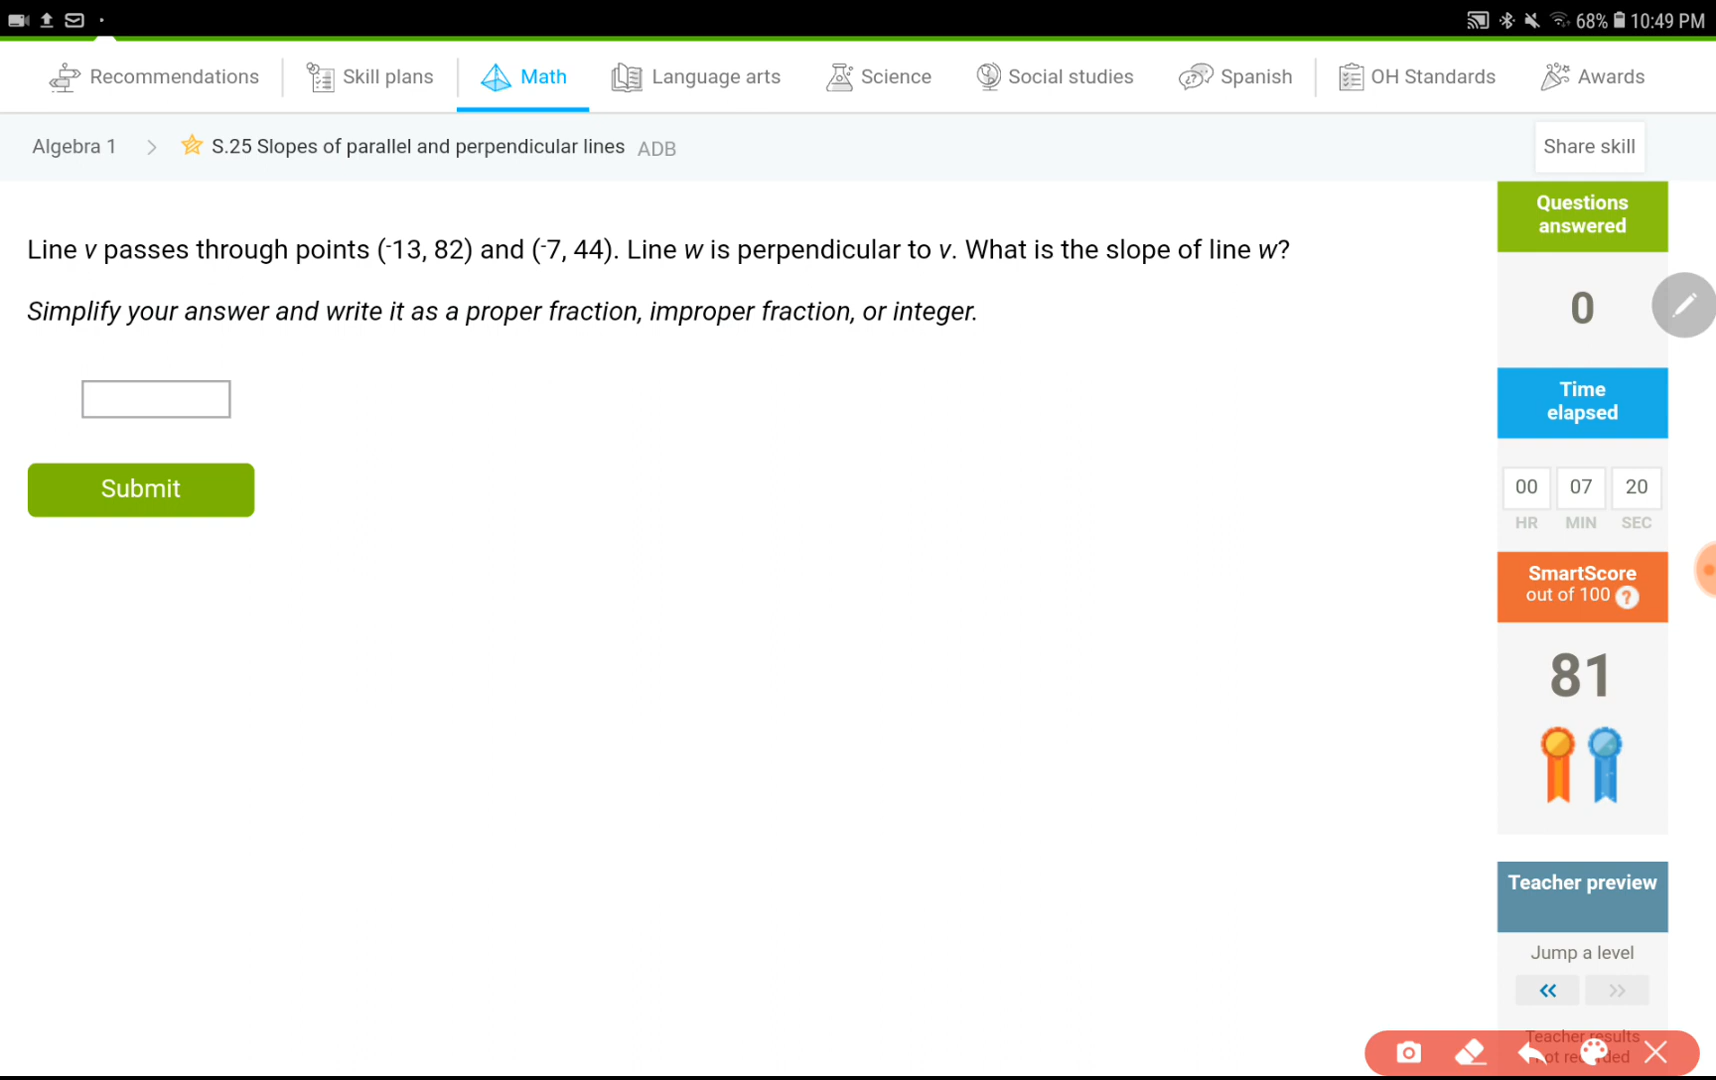 68% 10:49 PM
Recommendations Skill plans Math Language arts Science Social studies Spanish OH Standards Awards
Algebra 1 > S.25 Slopes of parallel and perpendicular lines ADB
Share skill
Line v passes through points (-13, 82) and (-7, 44). Line w is perpendicular to v. What is the slope of line w?
Simplify your answer and write it as a proper fraction, improper fraction, or integer.
Submit
Questions
answered
0
Time
elapsed
00 07 20
HR MIN SEC
SmartScore
out of 100 ?
81
Teacher preview
Jump a level
Teacher results
not recorded